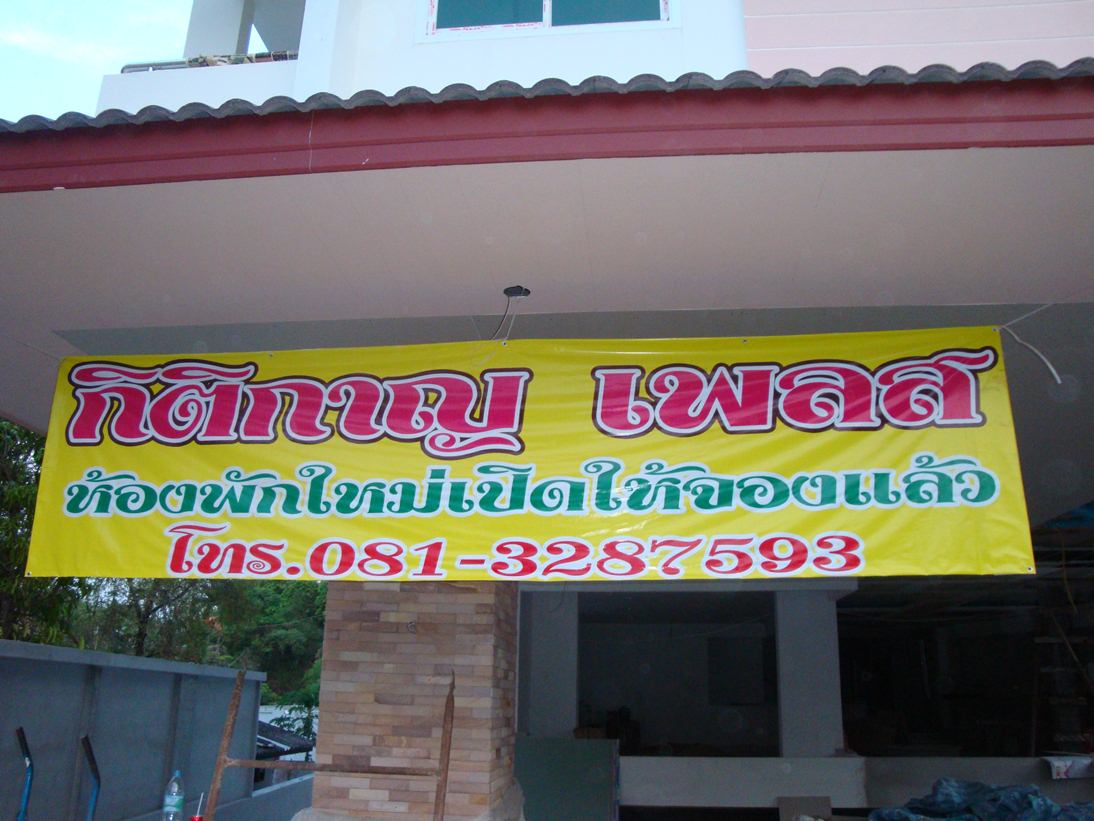 กิติกาญ เพลส
ห้องพักใหม่เปิดให้จองแล้ว
โทร.081-3287593